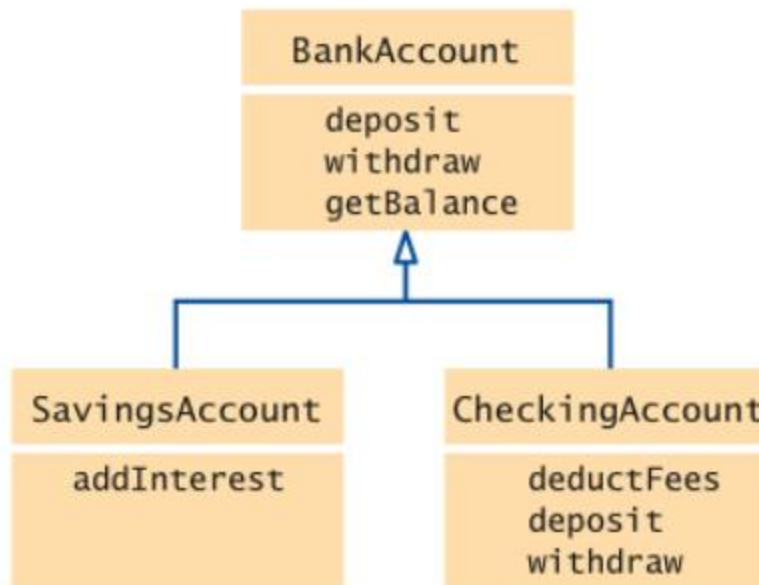 BankAccount
deposit
withdraw
getBalance
SavingsAccount
addInterest
CheckingAccount
deductFees
deposit
withdraw